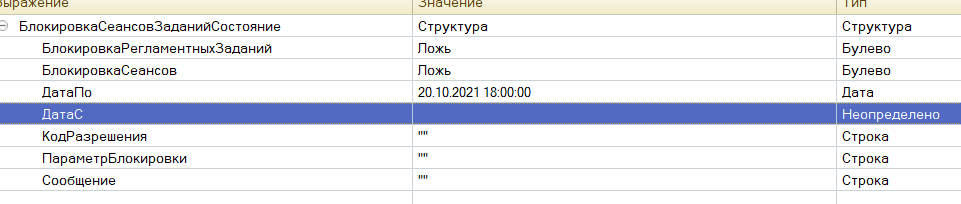 Выражение Значение Тип
БлокировкаСеансовЗаданийСостояние Структура Структура
БлокировкаРегламентныхЗаданий Ложь Булево
БлокировкаСеансов Ложь Булево
ДатаПо 20.10.2021 18:00:00 Дата
ДатаС Неопределено
КодРазрешения "" Строка
ПараметрБлокировки "" Строка
Сообщение "" Строка